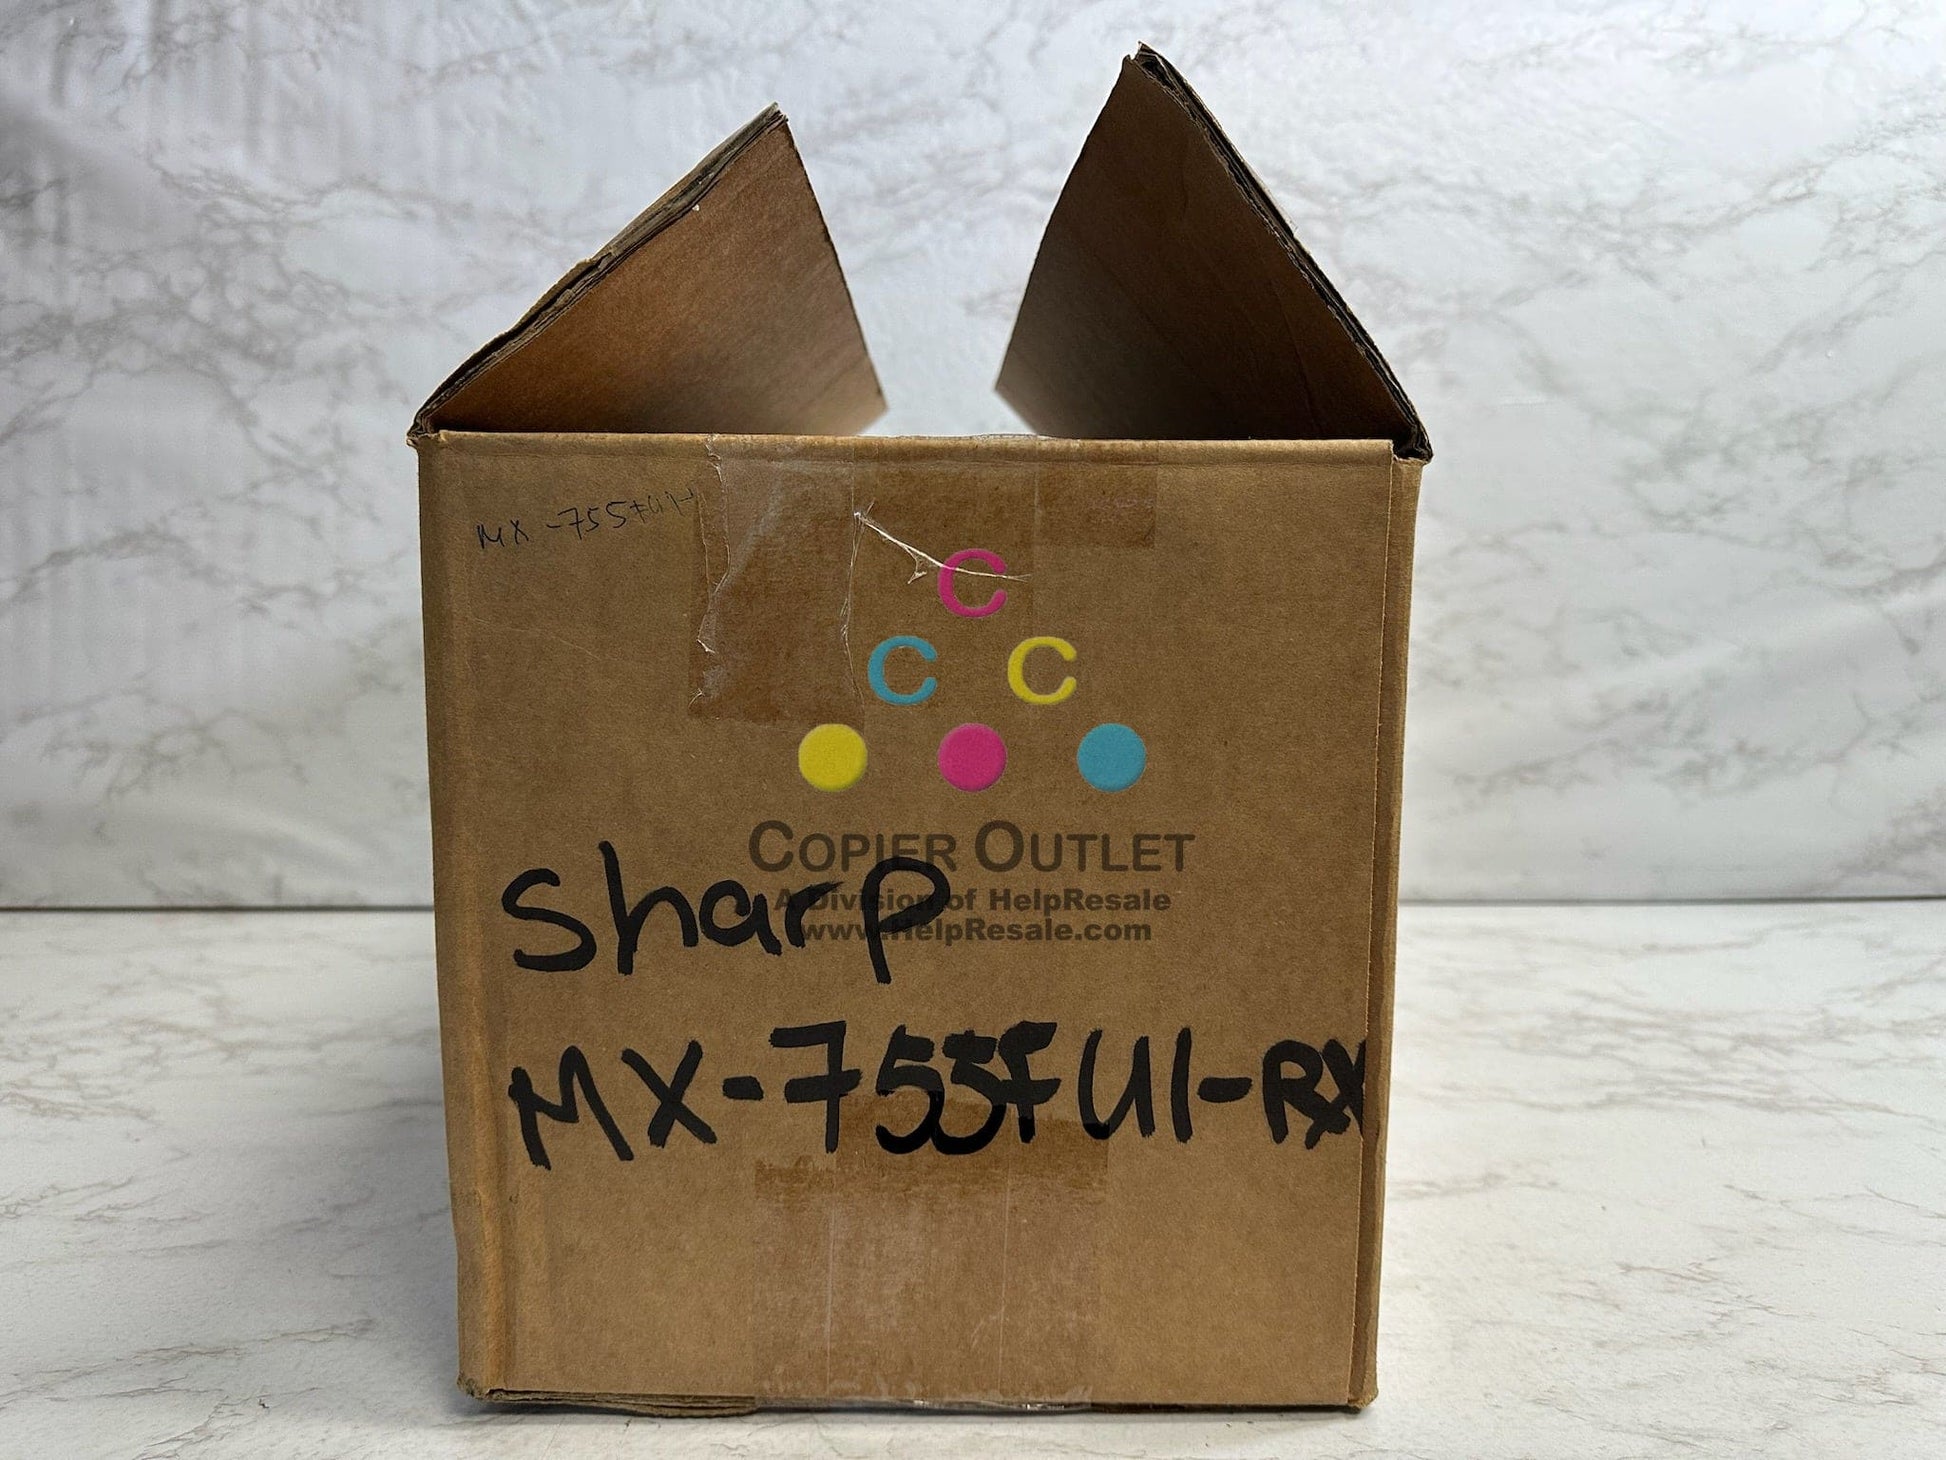 MX-755FU1-
C
C C
COPIER OUTLET
A Division of HelpResale
www.HelpResale.com
sharp
MX-755FU1-RX